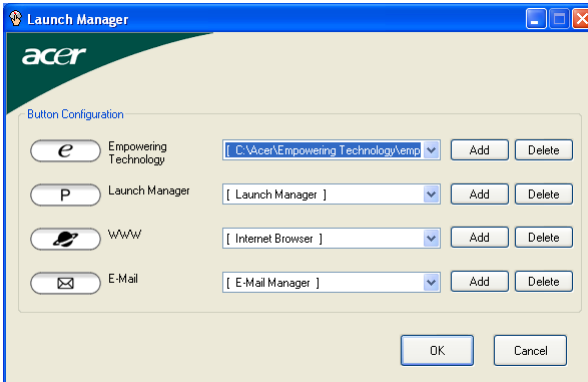 Launch Manager
acer
Button Configuration
e Empowering Technology [ C:\Acer\Empowering Technology\emp Add Delete
P Launch Manager [ Launch Manager ] Add Delete
WWW [ Internet Browser ] Add Delete
E-Mail [ E-Mail Manager ] Add Delete
OK Cancel